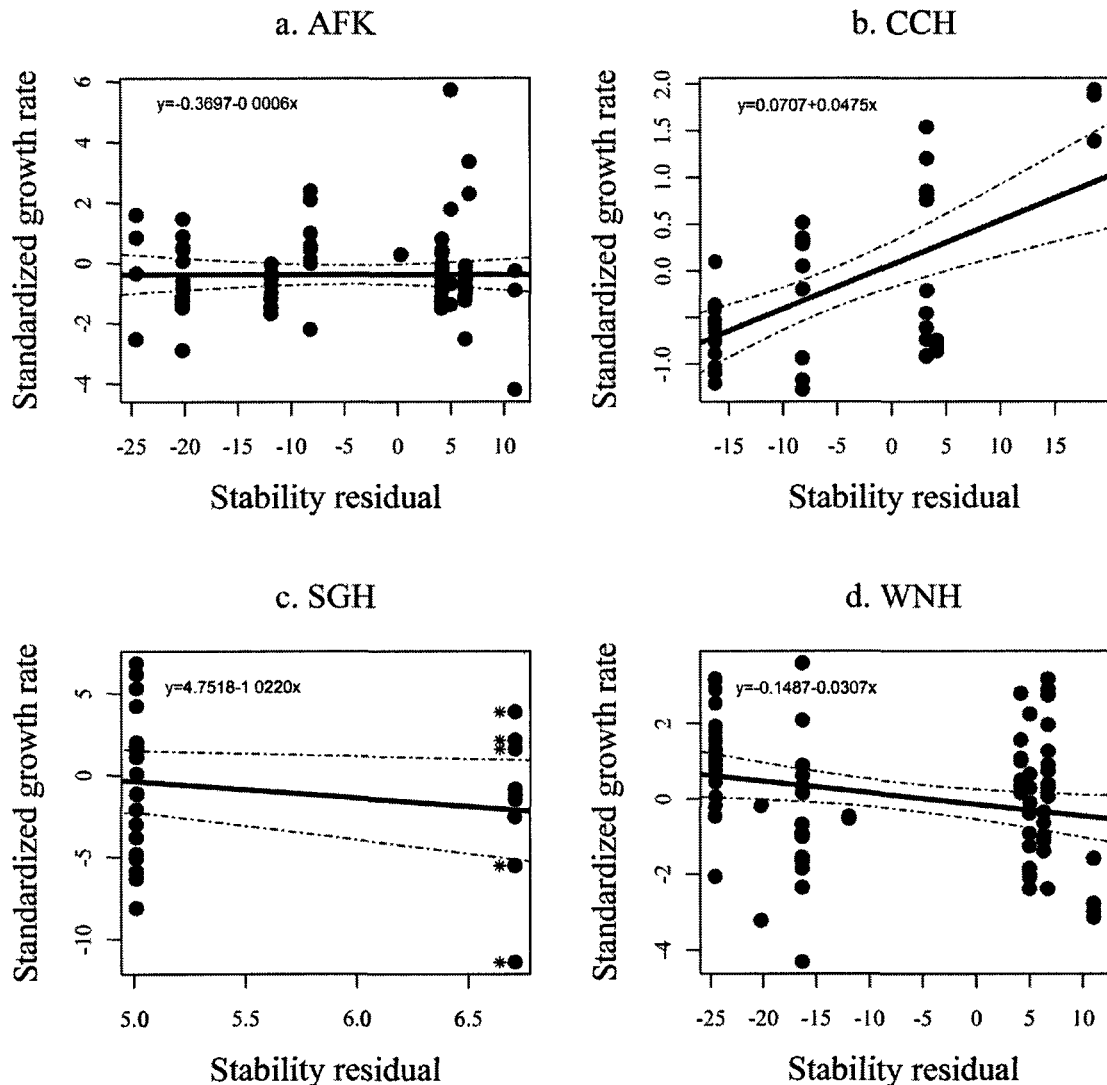 a. AFK
Standardized growth rate
6
4
2
0
-2
-4
y=-0.3697-0 0006x
-25 -20 -15 -10 -5 0 5 10
Stability residual
b. CCH
Standardized growth rate
2.0
1.5
1.0
0.5
0.0
-1.0
y=0.0707+0.0475x
-15 -10 -5 0 5 10 15
Stability residual
c. SGH
Standardized growth rate
5
0
-5
-10
y=4.7518-1 0220x
* * * * *
5.0 5.5 6.0 6.5
Stability residual
d. WNH
Standardized growth rate
2
0
-2
-4
y=-0.1487-0.0307x
-25 -20 -15 -10 -5 0 5 10
Stability residual